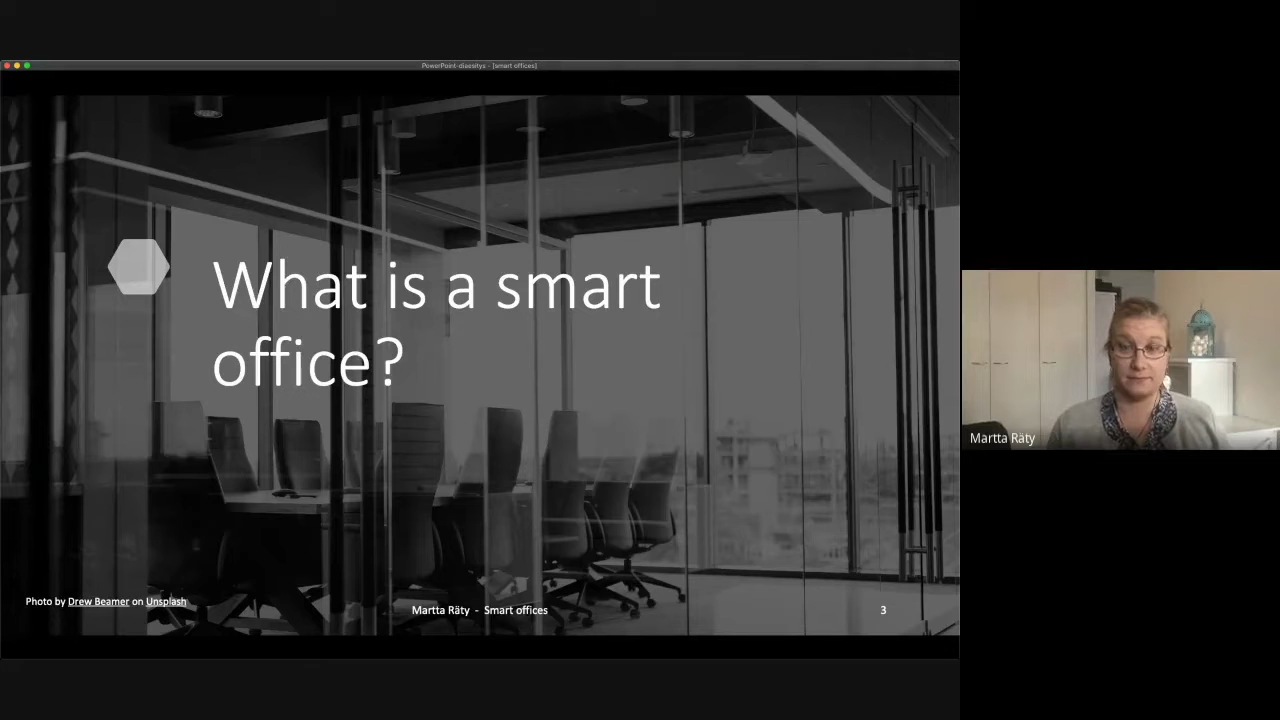 PowerPoint-diaesitys - [smart offices]
What is a smart
office?
Photo by Drew Beamer on Unsplash
Martta Räty - Smart offices
3
Martta Räty